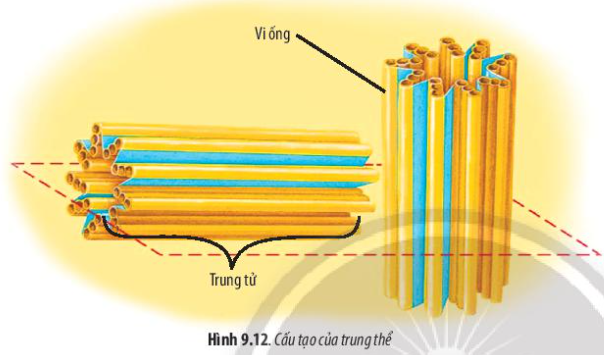 Vi ống
Trung tử
Hình 9.12. Cấu tạo của trung thể